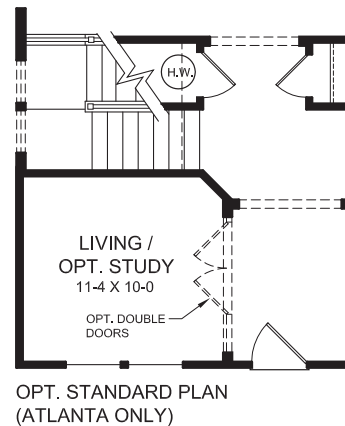 H.W.
LIVING /
OPT. STUDY
11-4 X 10-0
OPT. DOUBLE
DOORS
OPT. STANDARD PLAN
(ATLANTA ONLY)